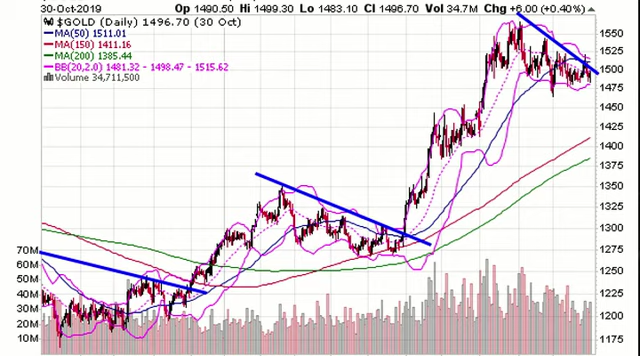 30-Oct-2019 Op 1490.50 Hi 1499.30 Lo 1483.10 Cl 1496.70 Vol 34.7M Chg +6.00 (+0.40%)
$GOLD (Daily) 1496.70 (30 Oct)
MA(50) 1511.01
MA(150) 1411.16
MA(200) 1385.44
BB(20,2.0) 1481.32 - 1498.47 - 1515.62
Volume 34,711,500
1550
1525
1500
1475
1450
1425
1400
1375
1350
1325
1300
1275
1250
1225
1200
1175
70M
60M
50M
40M
30M
20M
10M